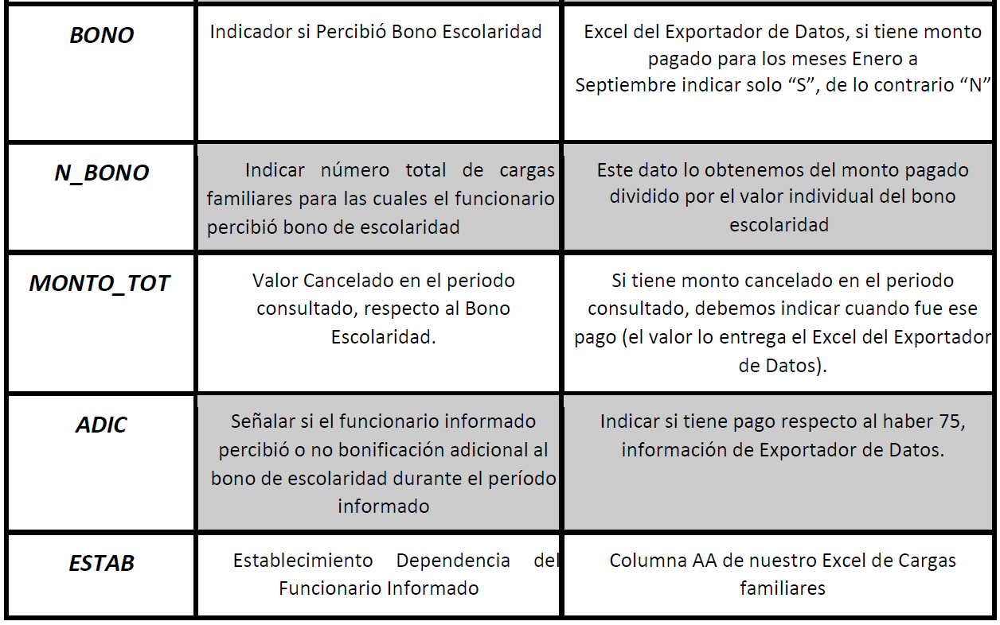 BONO
Indicador si Percibió Bono Escolaridad
Excel del Exportador de Datos, si tiene monto
pagado para los meses Enero a
Septiembre indicar solo “S”, de lo contrario “N”
N_BONO
Indicar número total de cargas
familiares para las cuales el funcionario
percibió bono de escolaridad
Este dato lo obtenemos del monto pagado
dividido por el valor individual del bono
escolaridad
MONTO_TOT
Valor Cancelado en el periodo
consultado, respecto al Bono
Escolaridad.
Si tiene monto cancelado en el periodo
consultado, debemos indicar cuando fue ese
pago (el valor lo entrega el Excel del Exportador
de Datos).
ADIC
Señalar si el funcionario informado
percibió o no bonificación adicional al
bono de escolaridad durante el período
informado
Indicar si tiene pago respecto al haber 75,
información de Exportador de Datos.
ESTAB
Establecimiento Dependencia del
Funcionario Informado
Columna AA de nuestro Excel de Cargas
familiares